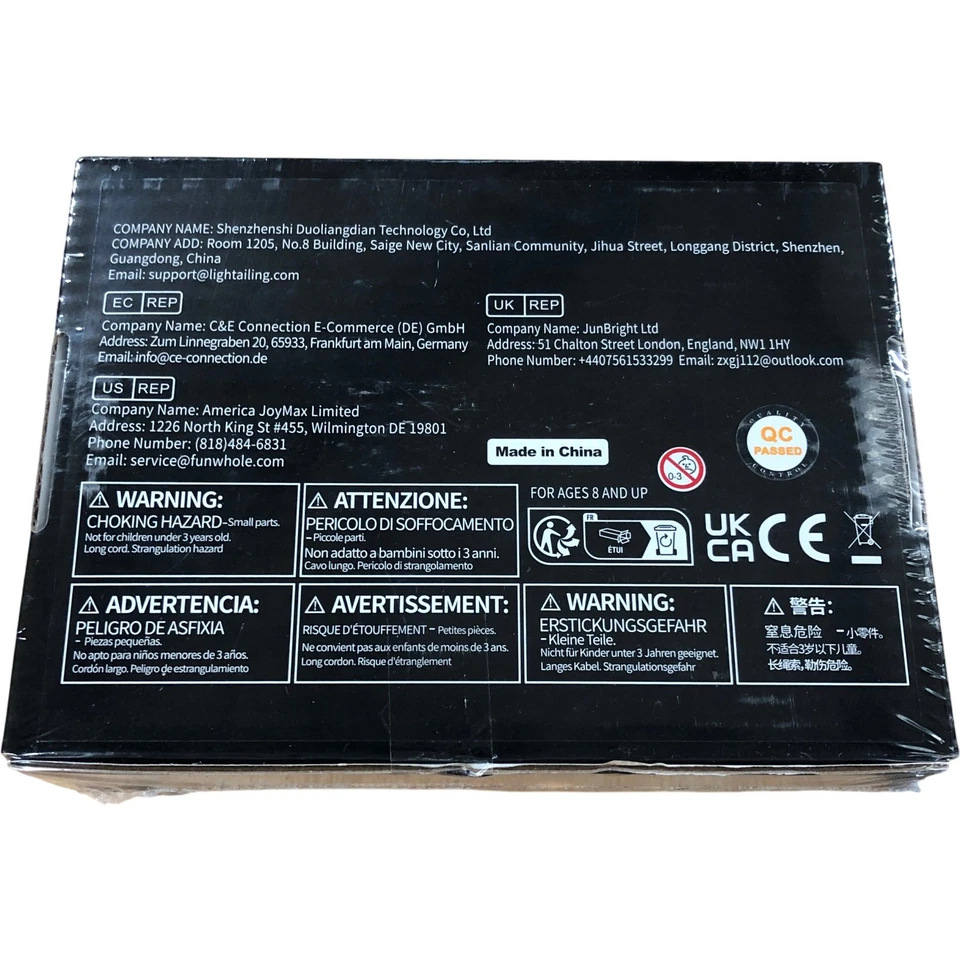 COMPANY NAME: Shenzhenshi Duoliangdian Technology Co, Ltd
COMPANY ADD: Room 1205, No.8 Building, Saige New City, Sanlian Community, Jihua Street, Longgang District, Shenzhen,
Guangdong, China
Email: support@lightailing.com
EC REP
Company Name: C&E Connection E-Commerce (DE) GmbH
Address: Zum Linnegraben 20, 65933, Frankfurt am Main, Germany
Email: info@ce-connection.de
UK REP
Company Name: JunBright Ltd
Address: 51 Chalton Street London, England, NW1 1HY
Phone Number: +4407561533299 Email: zxgj112@outlook.com
US REP
Company Name: America JoyMax Limited
Address: 1226 North King St #455, Wilmington DE 19801
Phone Number: (818)484-6831
Email: service@funwhole.com
Made in China
0-3
QUALITY
QC
PASSED
CONTROL
WARNING:
CHOKING HAZARD-Small parts.
Not for children under 3 years old.
Long cord. Strangulation hazard
ATTENZIONE:
PERICOLO DI SOFFOCAMENTO
-Piccole parti.
Non adatto a bambini sotto i 3 anni.
Cavo lungo. Pericolo di strangolamento
FOR AGES 8 AND UP
FR
ÉTUI
UK
CA
CE
ADVERTENCIA:
PELIGRO DE ASFIXIA
- Piezas pequeñas.
No apto para niños menores de 3 años.
Cordón largo. Peligro de estrangulamiento
AVERTISSEMENT:
RISQUE D'ÉTOUFFEMENT - Petites pièces.
Ne convient pas aux enfants de moins de 3 ans.
Long cordon. Risque d'étranglement
WARNUNG:
ERSTICKUNGSGEFAHR
- Kleine Teile.
Nicht für Kinder unter 3 Jahren geeignet.
Langes Kabel. Strangulationsgefahr
警告:
窒息危险 -小零件。
不适合3岁以下儿童。
长绳索,勒伤危险。